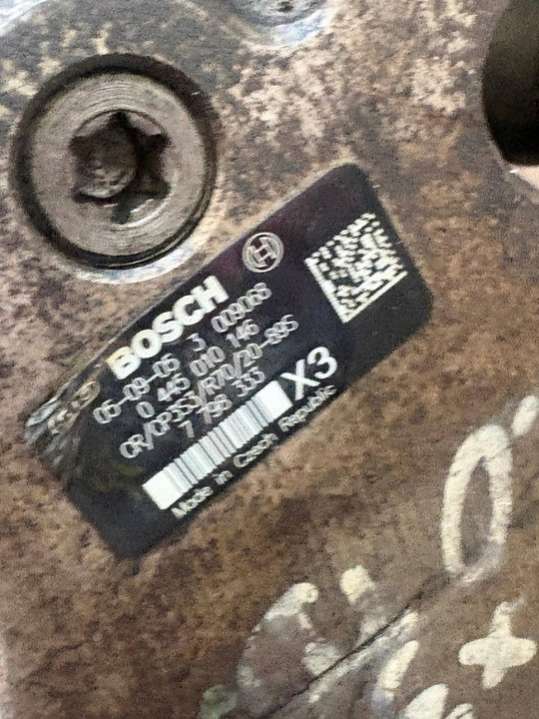 BOSCH
05-09-05 3 009068
0 445 010 146
CR/CP3S3/R70/20-89S
7 798 333
X3
Made in Czech Republic